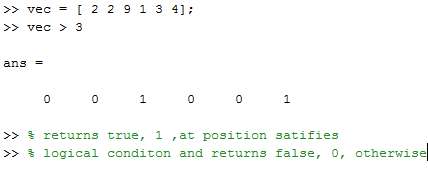 >> vec = [ 2 2 9 1 3 4];
>> vec > 3
ans =
0 0 1 0 0 1
>> % returns true, 1 ,at position satifies
>> % logical conditon and returns false, 0, otherwise